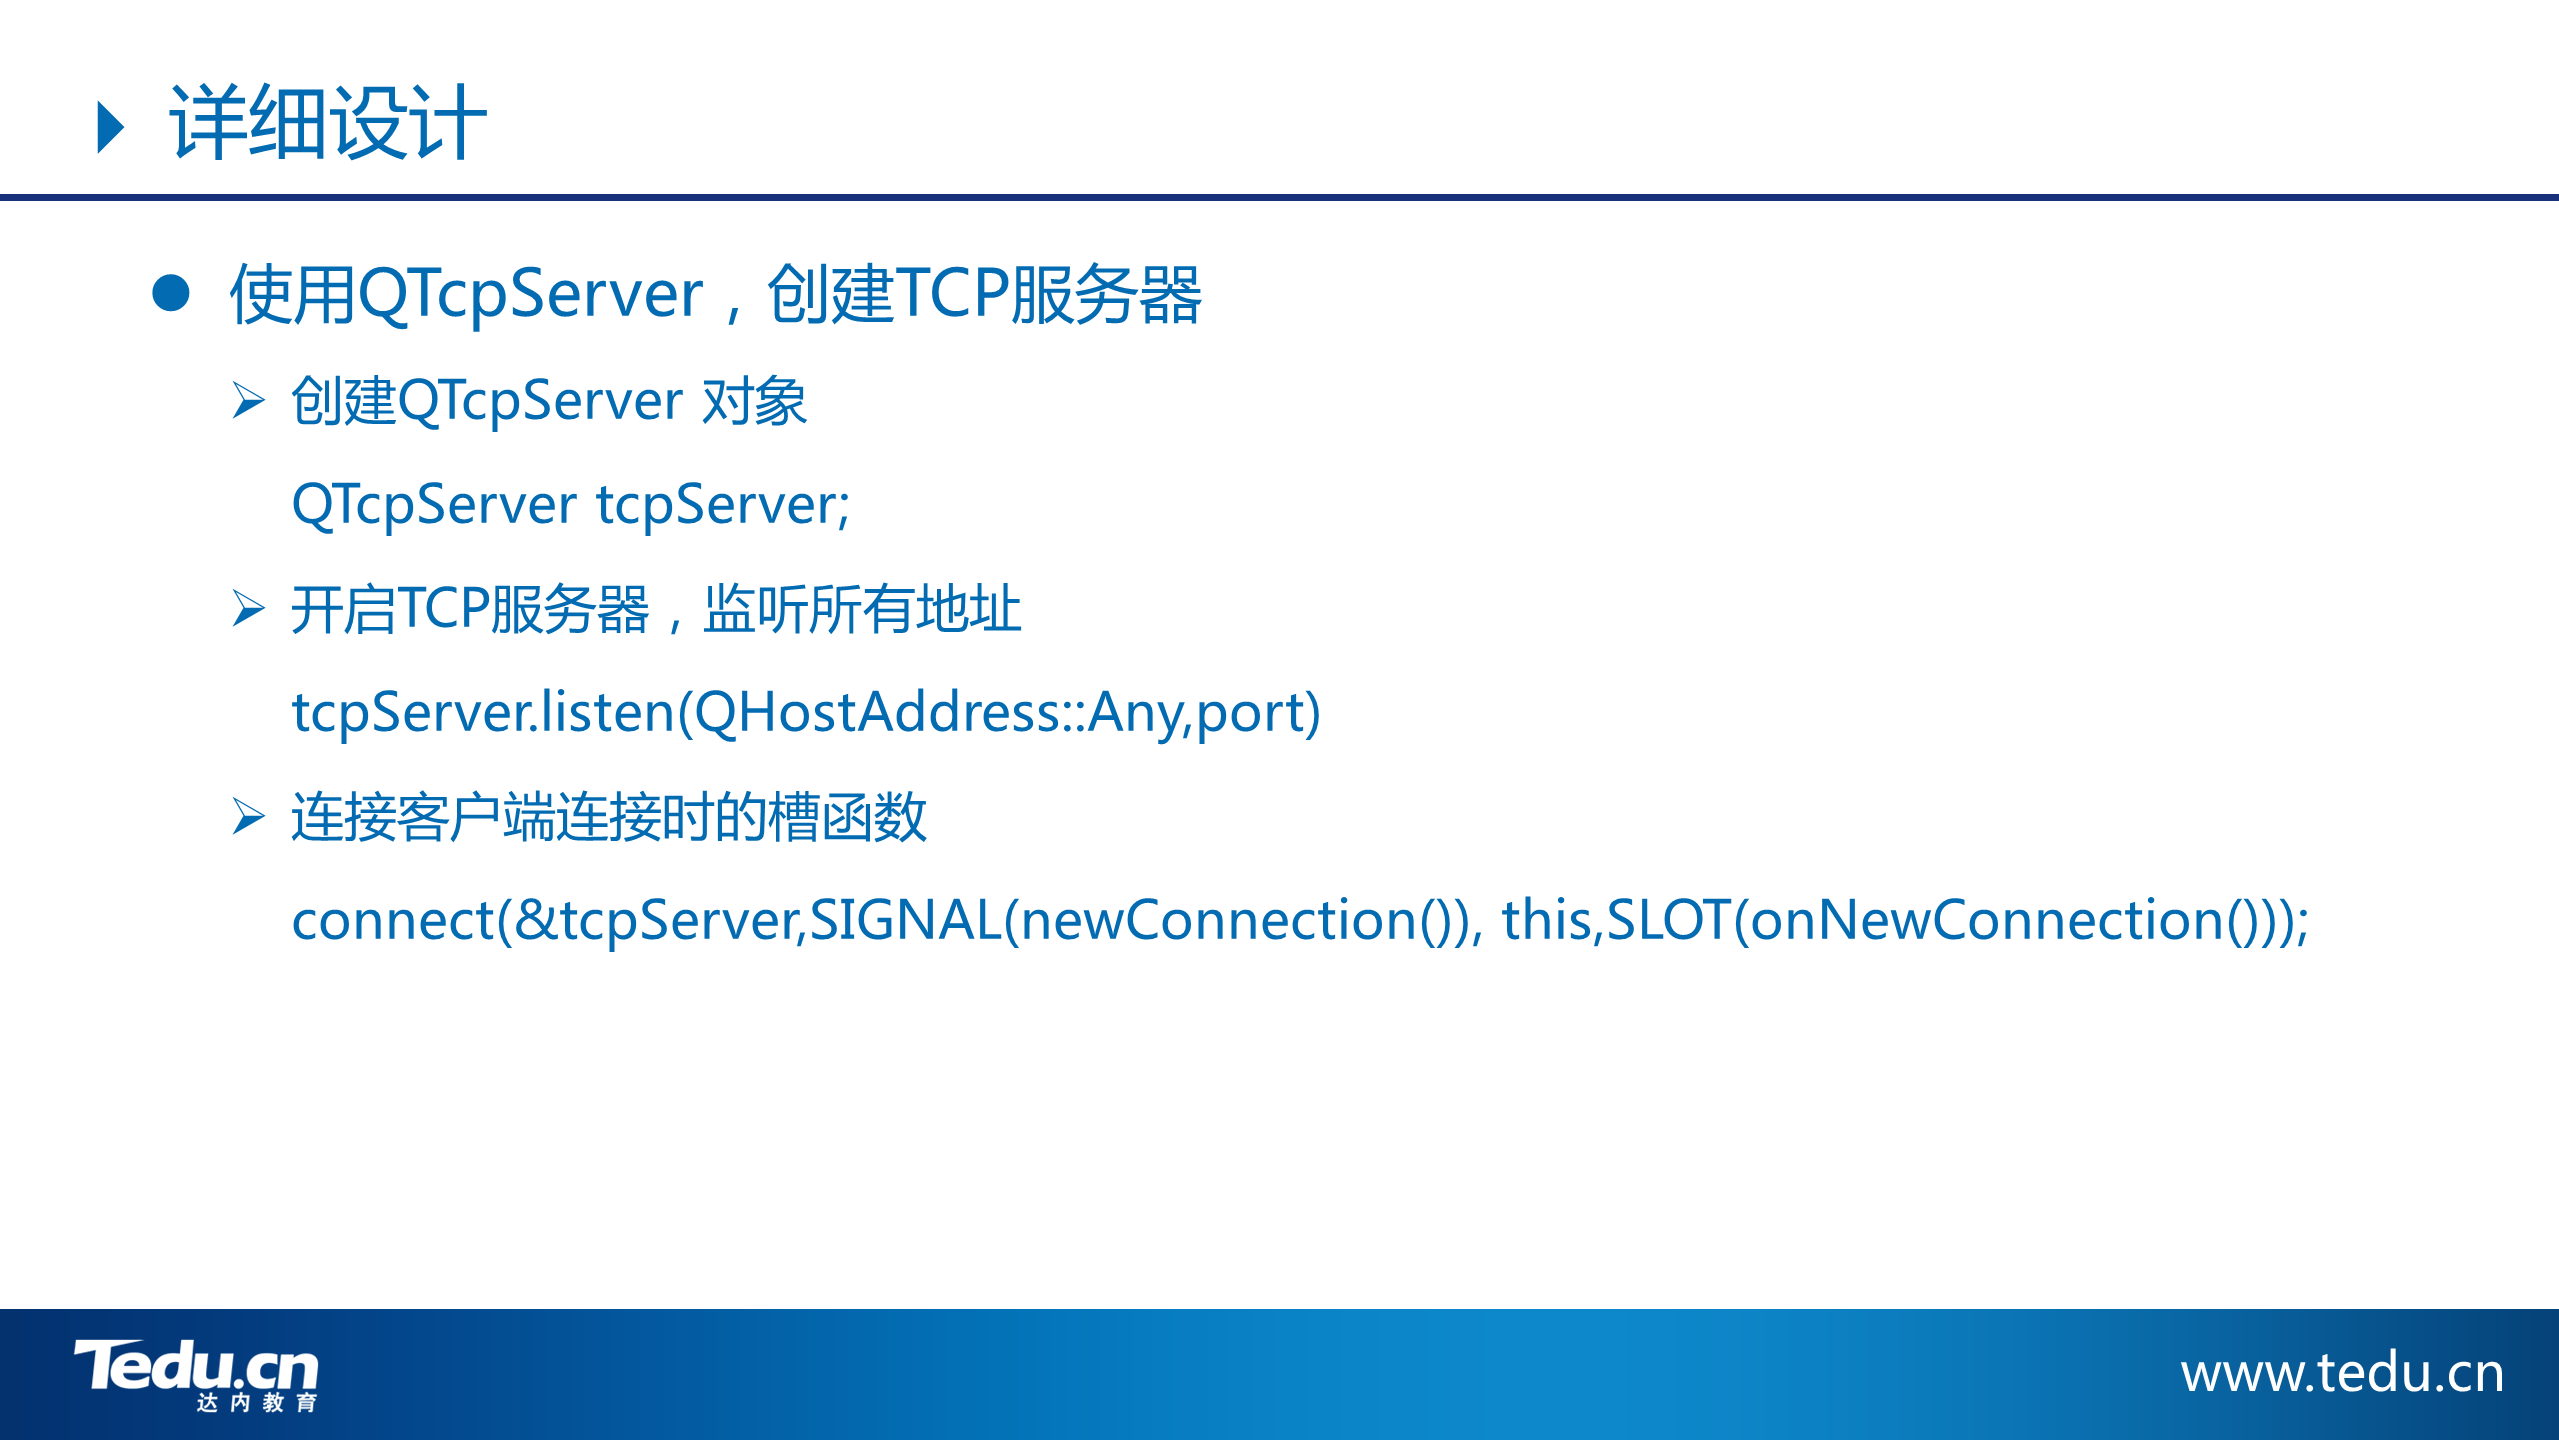 详细设计
使用QTcpServer，创建TCP服务器
创建QTcpServer 对象
QTcpServer tcpServer;
开启TCP服务器，监听所有地址
tcpServer.listen(QHostAddress::Any,port)
连接客户端连接时的槽函数
connect(&tcpServer,SIGNAL(newConnection()), this,SLOT(onNewConnection()));
Tedu.cn
达内教育
www.tedu.cn